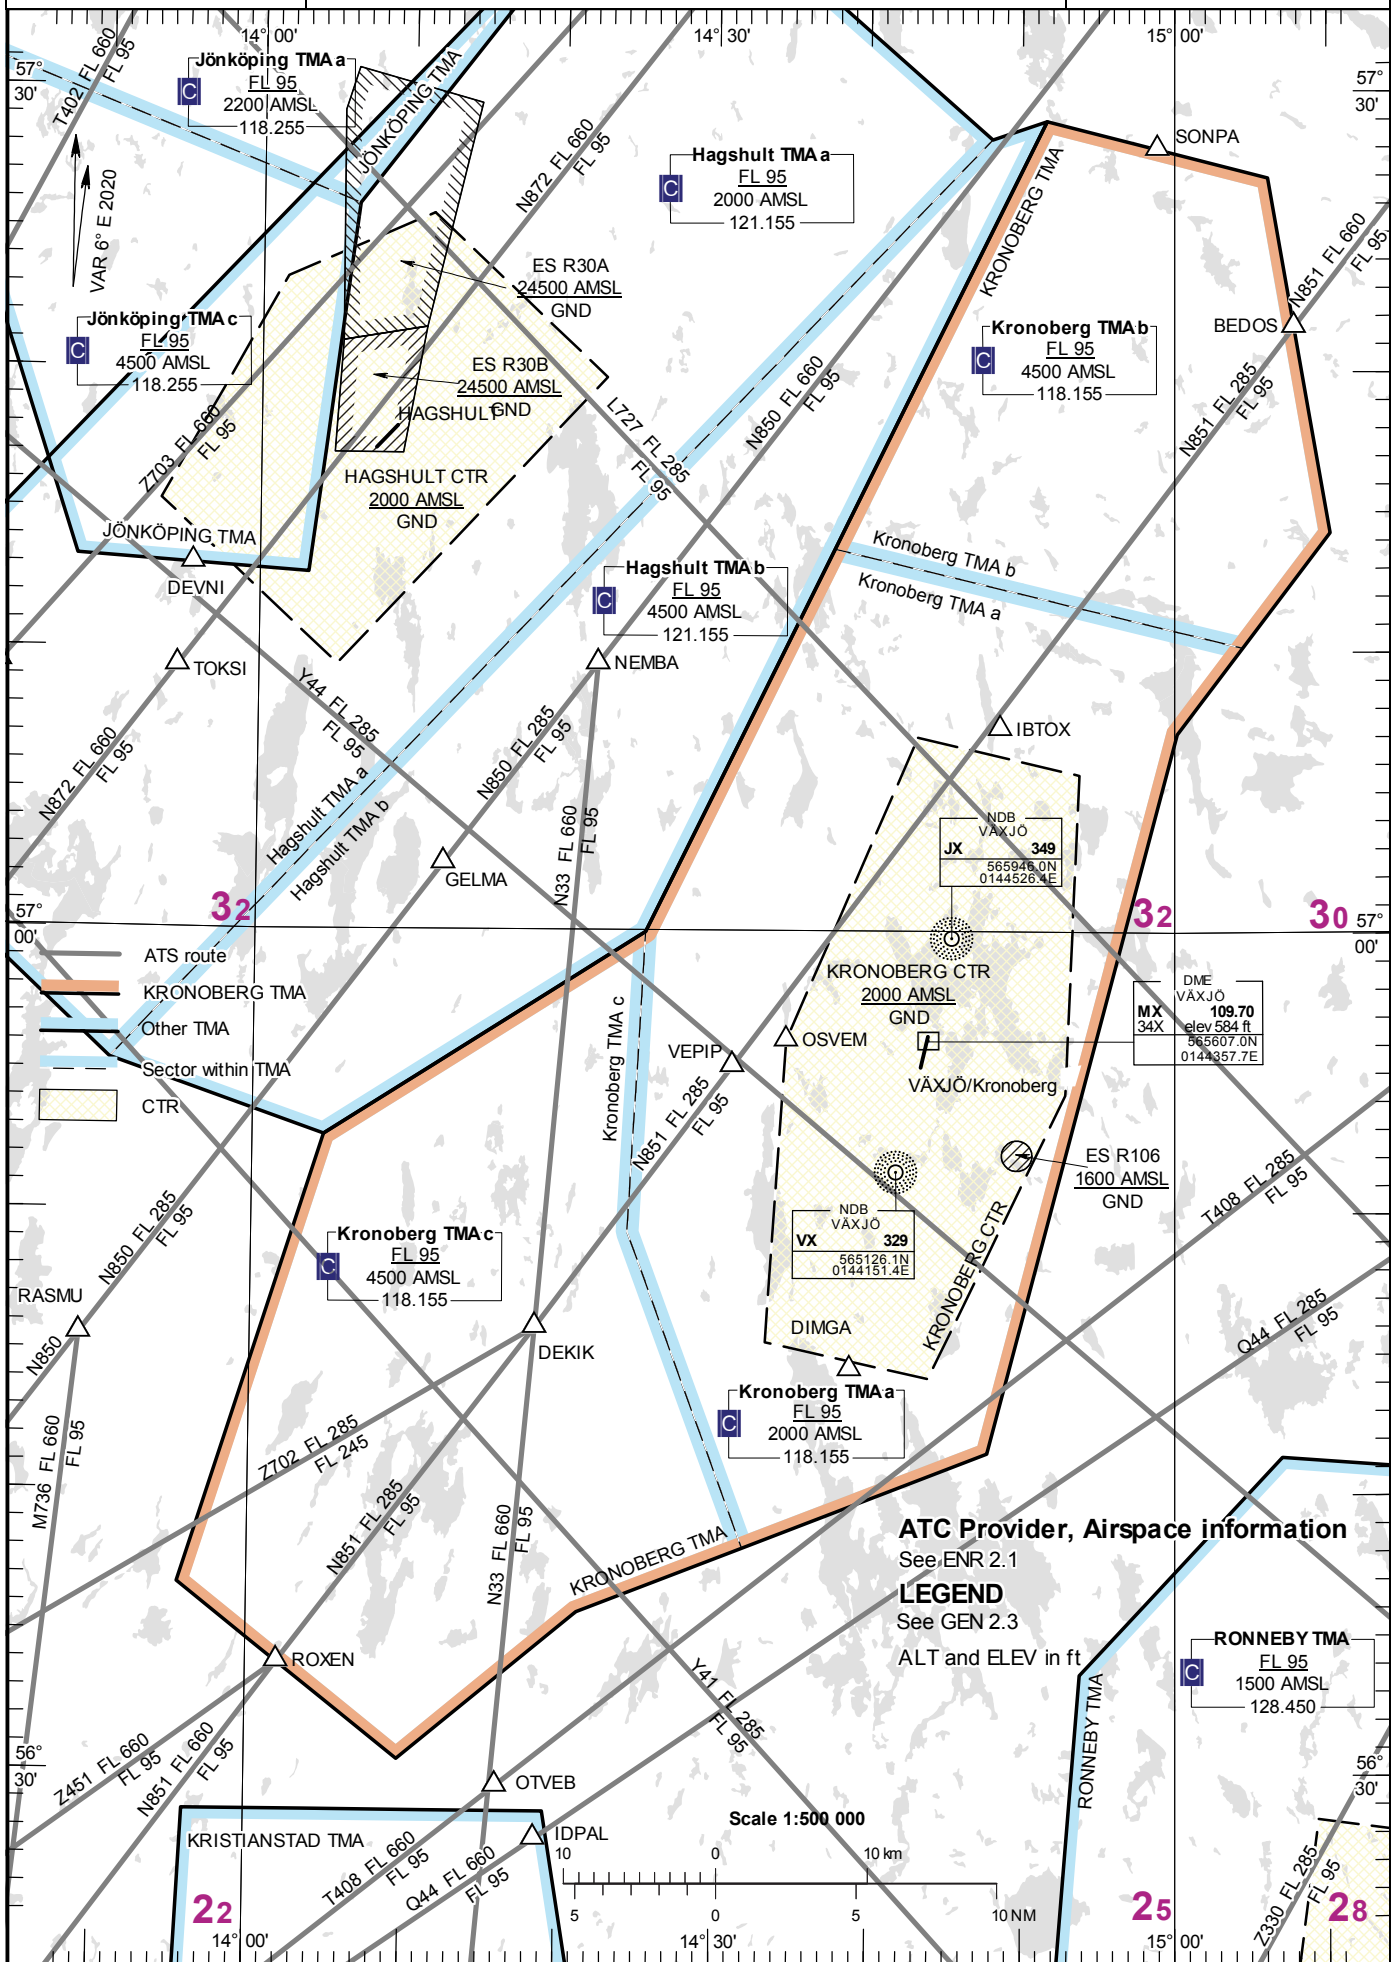 14° 00'
14° 30'
15° 00'
57°
30'
57°
30'
T402 FL 660
FL 95
Jönköping TMA a
FL 95
2200 AMSL
118.255
C
JÖNKÖPING TMA
N872 FL 660
FL 95
Hagshult TMA a
FL 95
2000 AMSL
121.155
C
SONPA
KRONOBERG TMA
VAR 6° E 2020
ES R30A
24500 AMSL
GND
N851 FL 660
FL 95
BEDOS
Jönköping TMA c
FL 95
4500 AMSL
118.255
C
Kronoberg TMA b
FL 95
4500 AMSL
118.155
C
ES R30B
24500 AMSL
GND
HAGSHULT
N850 FL 660
FL 95
N851 FL 285
FL 95
Z703 FL 660
FL 95
L727 FL 285
FL 95
HAGSHULT CTR
2000 AMSL
GND
JÖNKÖPING TMA
DEVNI
Kronoberg TMA b
Kronoberg TMA a
Hagshult TMA b
FL 95
4500 AMSL
121.155
C
TOKSI
NEMBA
Y44 FL 285
FL 95
IBTOX
N872 FL 660
FL 95
N850 FL 285
FL 95
Hagshult TMA a
Hagshult TMA b
N33 FL 660
FL 95
NDB
VÄXJÖ
JX 349
565946.0N
0144526.4E
GELMA
32
32
30
57°
00'
57°
00'
ATS route
KRONOBERG TMA
Other TMA
Sector within TMA
CTR
KRONOBERG CTR
2000 AMSL
GND
DME
VÄXJÖ
MX 109.70
34X elev 584 ft
565607.0N
0144357.7E
Kronoberg TMA c
VEPIP
OSVEM
VÄXJÖ/Kronoberg
N851 FL 285
FL 95
ES R106
1600 AMSL
GND
T408 FL 285
FL 95
N850 FL 285
FL 95
NDB
VÄXJÖ
VX 329
565126.1N
0144151.4E
KRONOBERG CTR
Kronoberg TMA c
FL 95
4500 AMSL
118.155
C
RASMU
N850
DEKIK
DIMGA
Q44 FL 285
FL 95
Kronoberg TMA a
FL 95
2000 AMSL
118.155
C
M736 FL 660
FL 95
Z702 FL 285
FL 245
N851 FL 285
FL 95
N33 FL 660
FL 95
KRONOBERG TMA
ATC Provider, Airspace information
See ENR 2.1
LEGEND
See GEN 2.3
ALT and ELEV in ft
RONNEBY TMA
FL 95
1500 AMSL
128.450
C
ROXEN
Y41 FL 285
FL 95
RONNEBY TMA
Z451 FL 660
FL 95
N851 FL 660
FL 95
56°
30'
56°
30'
OTVEB
KRISTIANSTAD TMA
IDPAL
Scale 1:500 000
10 0 10 km
5 0 5 10 NM
T408 FL 660
FL 95
Q44 FL 660
FL 95
Z330 FL 285
FL 95
22
25
28
14° 00'
14° 30'
15° 00'